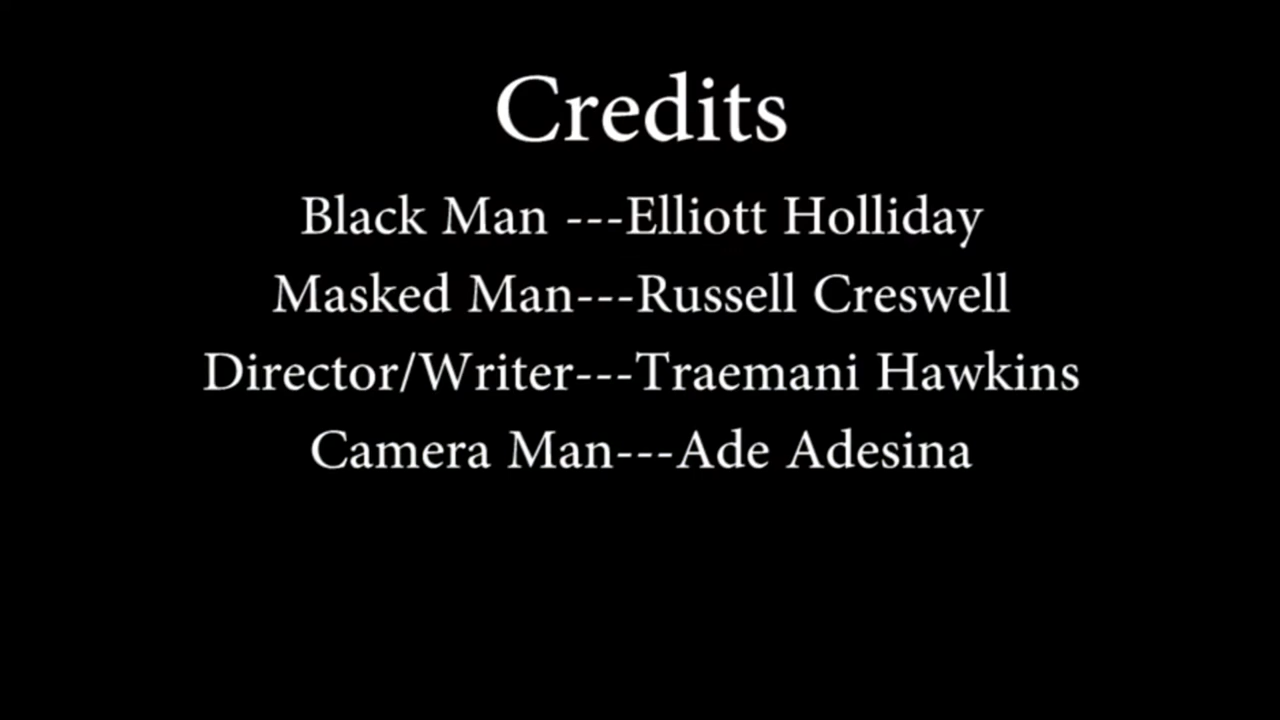 Credits
Black Man ---Elliott Holliday
Masked Man---Russell Creswell
Director/Writer---Traemani Hawkins
Camera Man---Ade Adesina